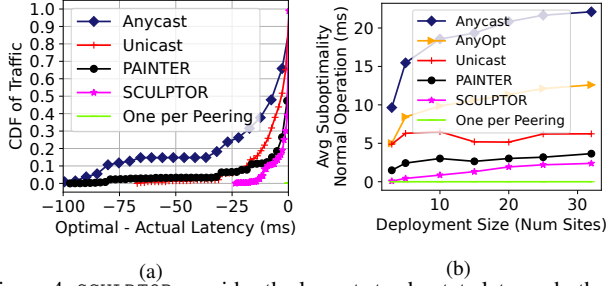 1.0
0.9
0.8
0.7
0.6
0.5
0.4
0.3
0.2
0.1
0.0
CDF of Traffic
Anycast
Unicast
PAINTER
SCULPTOR
One per Peering
−100
−75
−50
−25
0
Optimal - Actual Latency (ms)
(a)
20
15
10
5
0
Avg Suboptimality
Normal Operation (ms)
Anycast
AnyOpt
Unicast
PAINTER
SCULPTOR
One per Peering
10
20
30
Deployment Size (Num Sites)
(b)